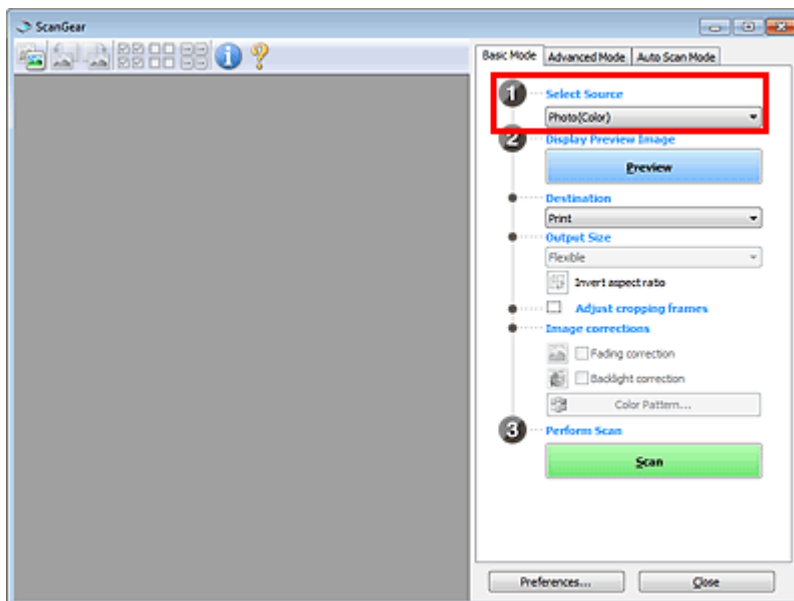 ScanGear
Basic Mode Advanced Mode Auto Scan Mode
1 Select Source
Photo(Color)
2 Display Preview Image
Preview
Destination
Print
Output Size
Flexible
Invert aspect ratio
Adjust cropping frames
Image corrections
Fading correction
Backlight correction
Color Pattern...
3 Perform Scan
Scan
Preferences... Close